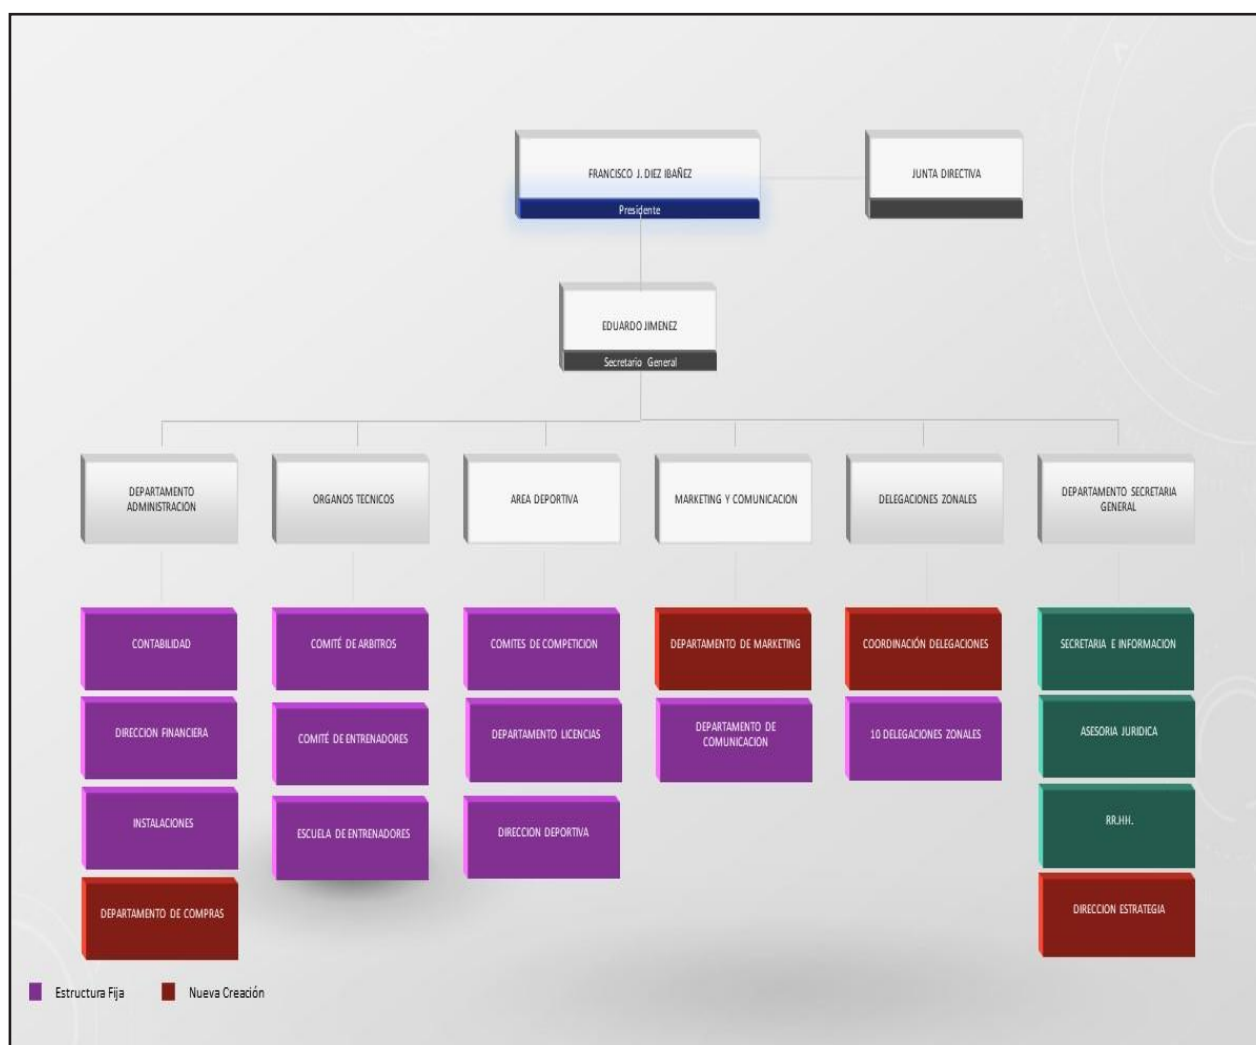 FRANCISCO J. DIEZ IBAÑEZ
Presidente
JUNTA DIRECTIVA
EDUARDO JIMENEZ
Secretario General
DEPARTAMENTO
ADMINISTRACION
ORGANOS TECNICOS
AREA DEPORTIVA
MARKETING Y COMUNICACION
DELEGACIONES ZONALES
DEPARTAMENTO SECRETARIA
GENERAL
CONTABILIDAD
COMITÉ DE ARBITROS
COMITES DE COMPETICION
DEPARTAMENTO DE MARKETING
COORDINACIÓN DELEGACIONES
SECRETARIA E INFORMACION
DIRECCION FINANCIERA
COMITÉ DE ENTRENADORES
DEPARTAMENTO LICENCIAS
DEPARTAMENTO DE
COMUNICACION
10 DELEGACIONES ZONALES
ASESORIA JURIDICA
INSTALACIONES
ESCUELA DE ENTRENADORES
DIRECCION DEPORTIVA
RR.HH.
DEPARTAMENTO DE COMPRAS
DIRECCION ESTRATEGIA
Estructura Fija
Nueva Creación